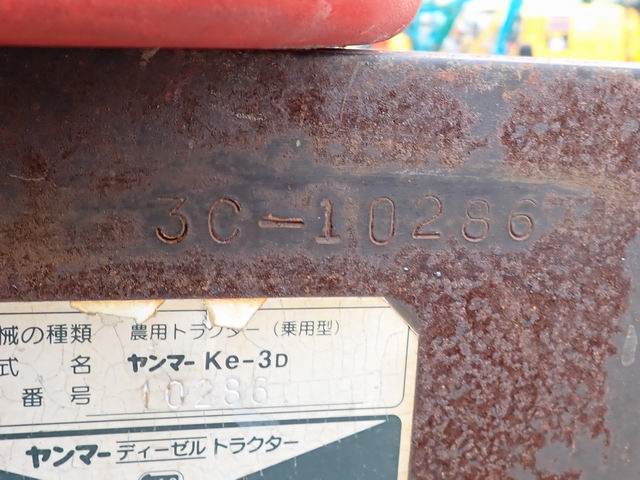 3C-10286
械の種類 農用トラクター（乗用型）
式 名 ヤンマー Ke-3D
番号 10286
ヤンマー ディーゼル トラクター